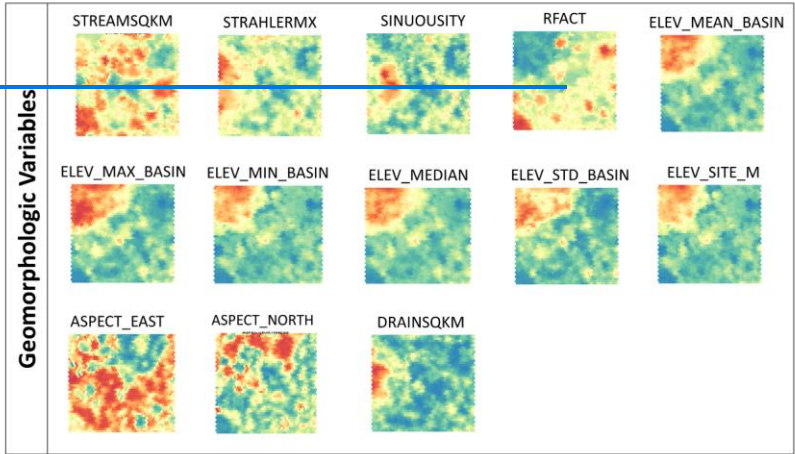 Geomorphologic Variables
STREAMSQKM STRAHLERMX SINUOUSITY RFACT ELEV_MEAN_BASIN
ELEV_MAX_BASIN ELEV_MIN_BASIN ELEV_MEDIAN ELEV_STD_BASIN ELEV_SITE_M
ASPECT_EAST ASPECT_NORTH DRAINSQKM